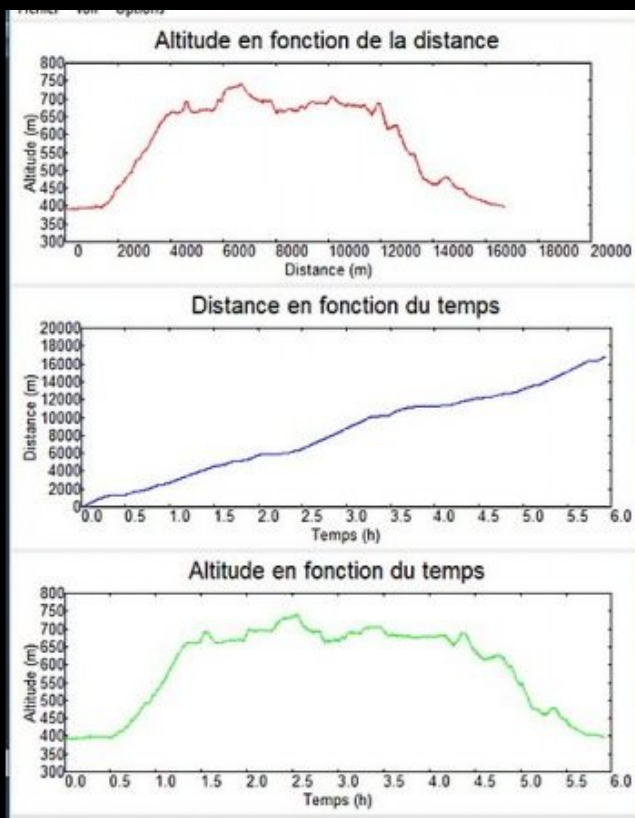 Fichier Voir Options
Altitude en fonction de la distance
800
750
700
650
600
550
500
450
400
350
300
Altitude (m)
0 2000 4000 6000 8000 10000 12000 14000 16000 18000 20000
Distance (m)
Distance en fonction du temps
20000
18000
16000
14000
12000
10000
8000
6000
4000
2000
0
Distance (m)
0.0 0.5 1.0 1.5 2.0 2.5 3.0 3.5 4.0 4.5 5.0 5.5 6.0
Temps (h)
Altitude en fonction du temps
800
750
700
650
600
550
500
450
400
350
300
Altitude (m)
0.0 0.5 1.0 1.5 2.0 2.5 3.0 3.5 4.0 4.5 5.0 5.5 6.0
Temps (h)